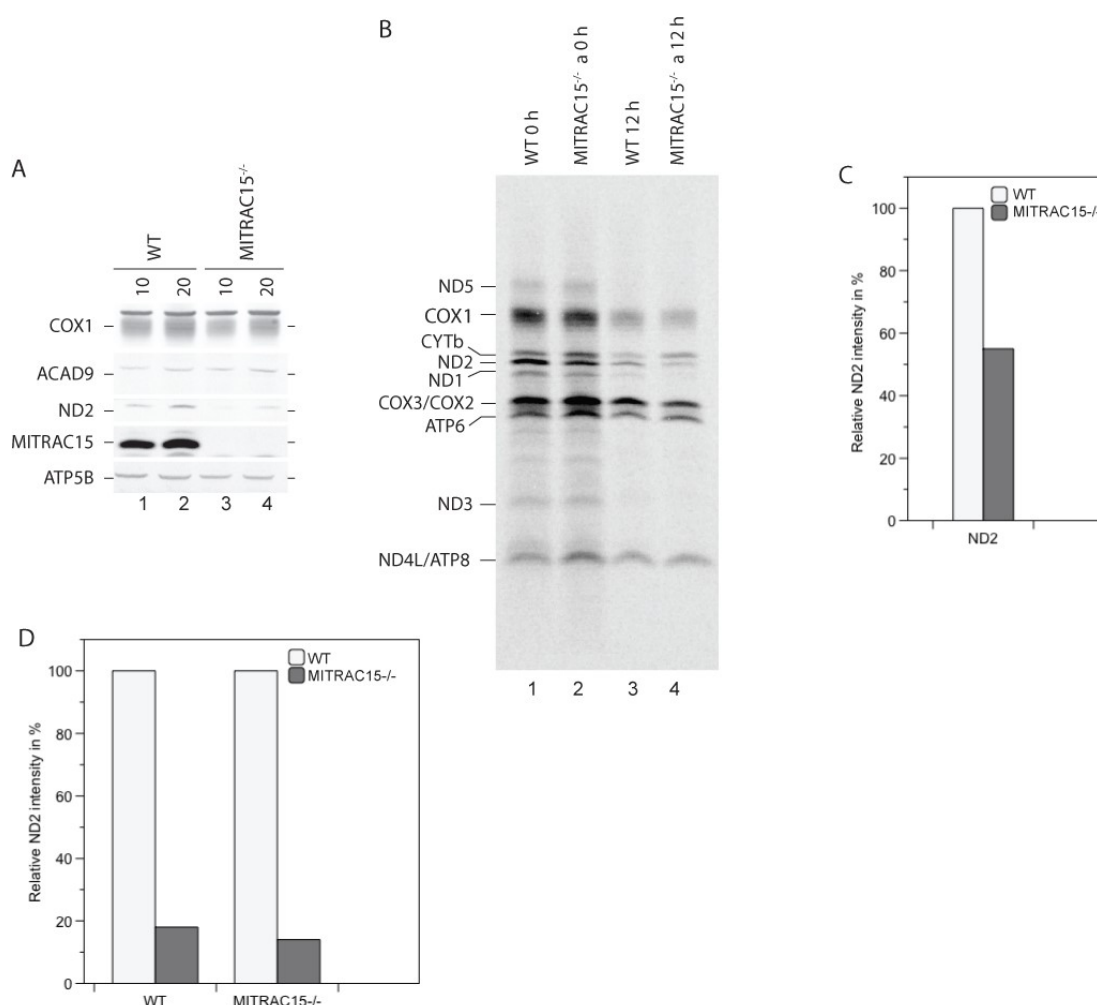 A
WT
MITRAC15-/-
10
20
10
20
COX1
ACAD9
ND2
MITRAC15
ATP5B
1 2 3 4
B
WT 0 h
MITRAC15-/- a 0 h
WT 12 h
MITRAC15-/- a 12 h
ND5
COX1
CYTb
ND2
ND1
COX3/COX2
ATP6
ND3
ND4L/ATP8
1 2 3 4
C
WT
MITRAC15-/-
Relative ND2 intensity in %
100
80
60
40
20
0
ND2
D
WT
MITRAC15-/-
Relative ND2 intensity in %
100
80
60
40
20
0
WT MITRAC15-/-